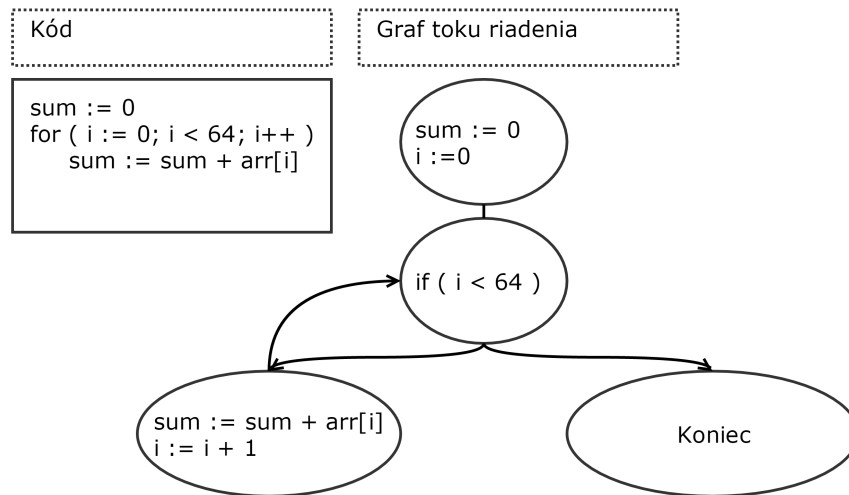 Kód
Graf toku riadenia
sum := 0
for ( i := 0; i < 64; i++ )
sum := sum + arr[i]
sum := 0
i :=0
if ( i < 64 )
sum := sum + arr[i]
i := i + 1
Koniec